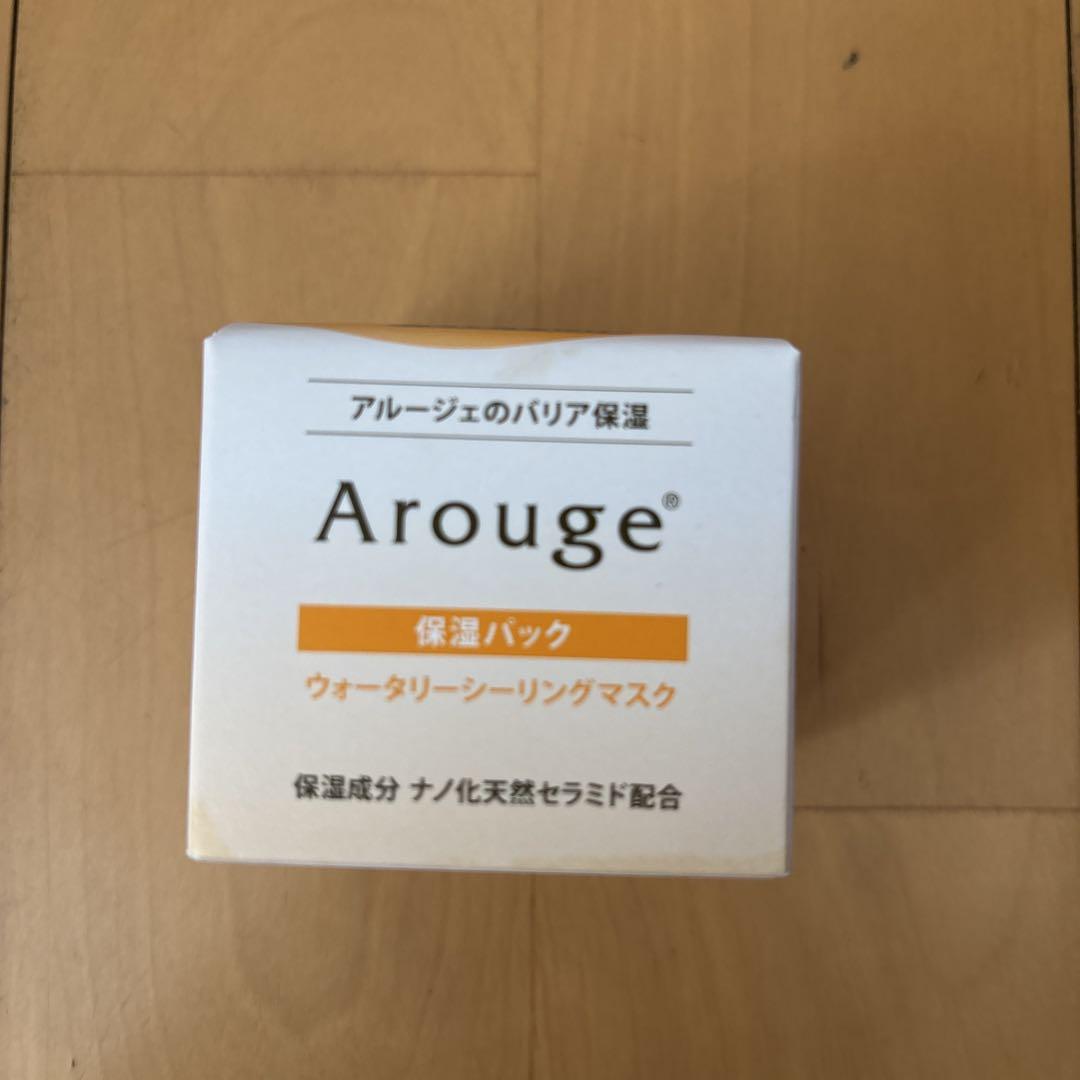 アルージェのバリア保湿
Arouge®
保湿パック
ウォータリーシーリングマスク
保湿成分 ナノ化天然セラミド配合